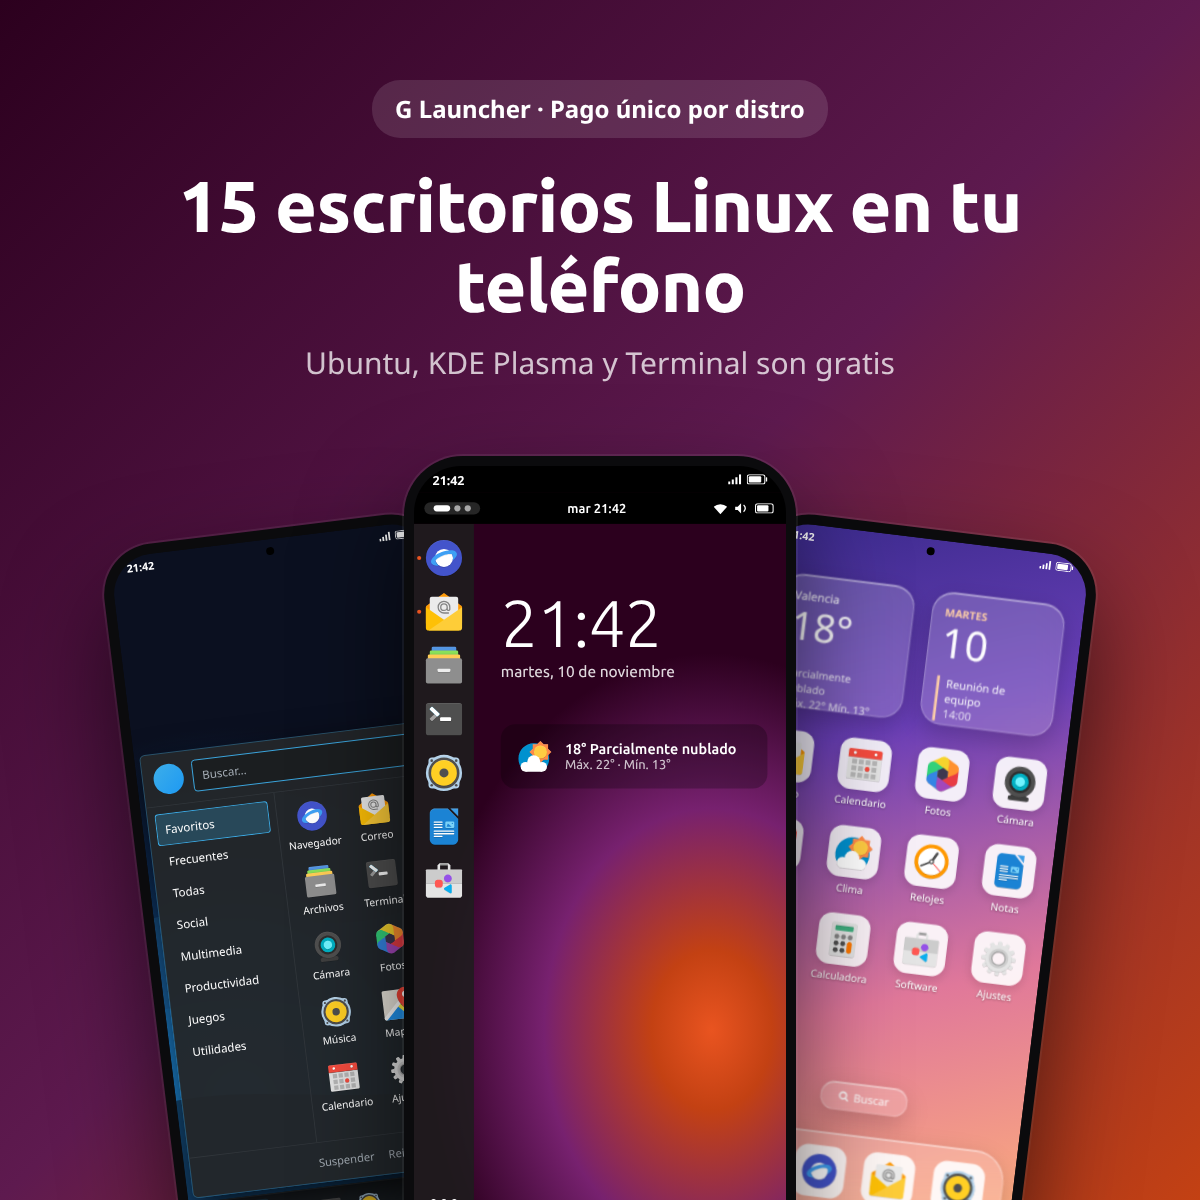 G Launcher · Pago único por distro
15 escritorios Linux en tu
teléfono
Ubuntu, KDE Plasma y Terminal son gratis
21:42
Buscar...
Favoritos
Frecuentes
Todas
Social
Multimedia
Productividad
Juegos
Utilidades
Navegador
Correo
Archivos
Cámara
Fotos
Música
Calendario
Suspender
21:42
mar 21:42
21:42
martes, 10 de noviembre
18° Parcialmente nublado
Máx. 22° · Mín. 13°
Valencia
18°
22° Mín. 13°
MARTES
10
Reunión de
equipo
14:00
Calendario
Fotos
Cámara
Clima
Relojes
Notas
Calculadora
Software
Ajustes
Buscar